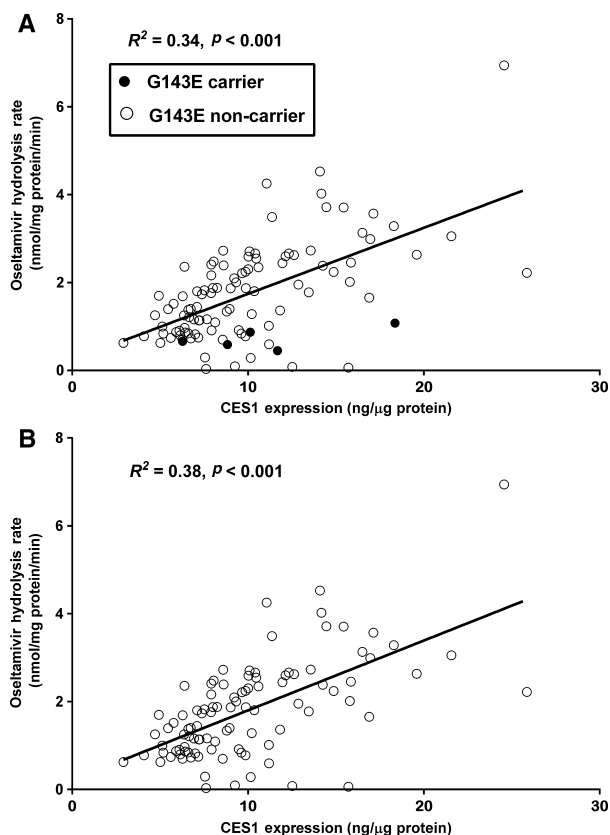 A
8
R² = 0.34, p < 0.001
G143E carrier
G143E non-carrier
6
4
2
0
Oseltamivir hydrolysis rate
(nmol/mg protein/min)
0 10 20 30
CES1 expression (ng/μg protein)
B
8
R² = 0.38, p < 0.001
6
4
2
0
Oseltamivir hydrolysis rate
(nmol/mg protein/min)
0 10 20 30
CES1 expression (ng/μg protein)